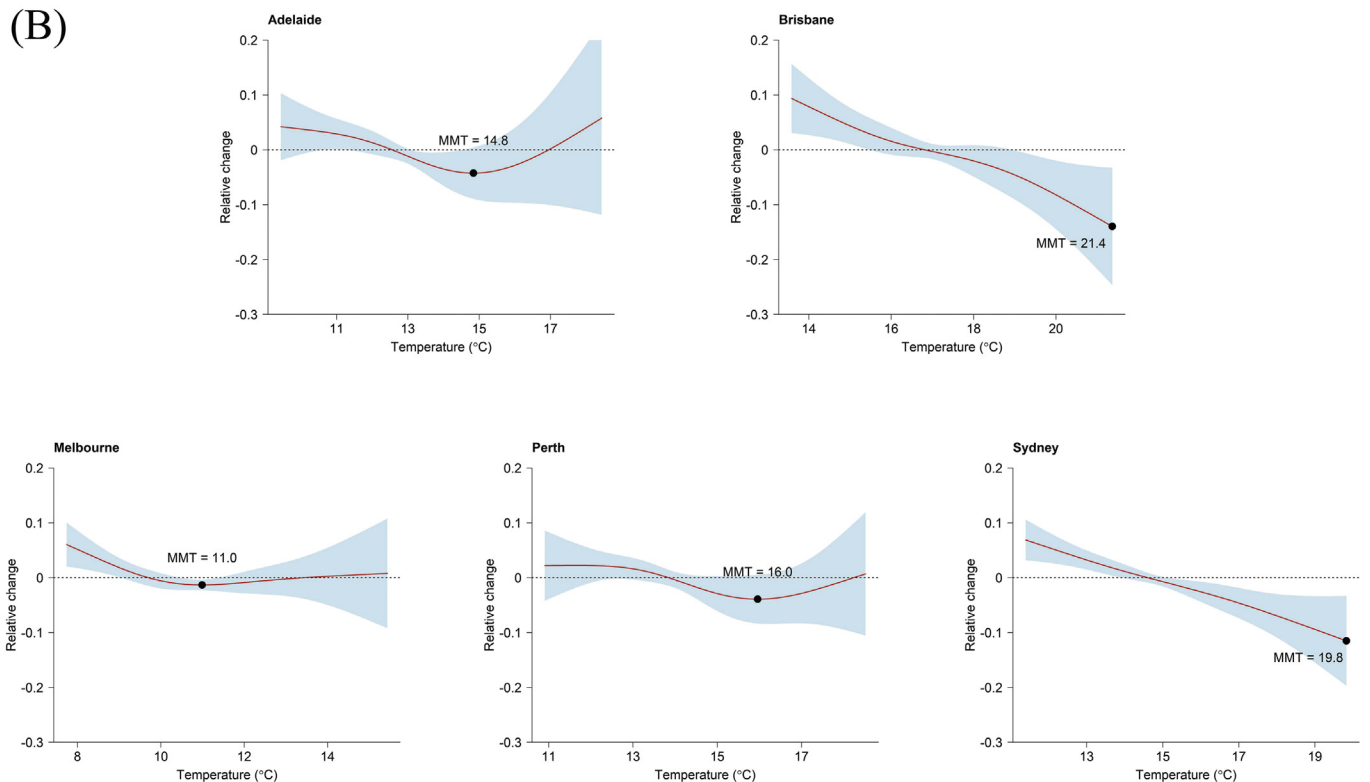 (B)
Adelaide
0.2
0.1
0
-0.1
-0.2
-0.3
Relative change
MMT = 14.8
11 13 15 17
Temperature (°C)
Brisbane
0.2
0.1
0
-0.1
-0.2
-0.3
Relative change
MMT = 21.4
14 16 18 20
Temperature (°C)
Melbourne
0.2
0.1
0
-0.1
-0.2
-0.3
Relative change
MMT = 11.0
8 10 12 14
Temperature (°C)
Perth
0.2
0.1
0
-0.1
-0.2
-0.3
Relative change
MMT = 16.0
11 13 15 17
Temperature (°C)
Sydney
0.2
0.1
0
-0.1
-0.2
-0.3
Relative change
MMT = 19.8
13 15 17 19
Temperature (°C)